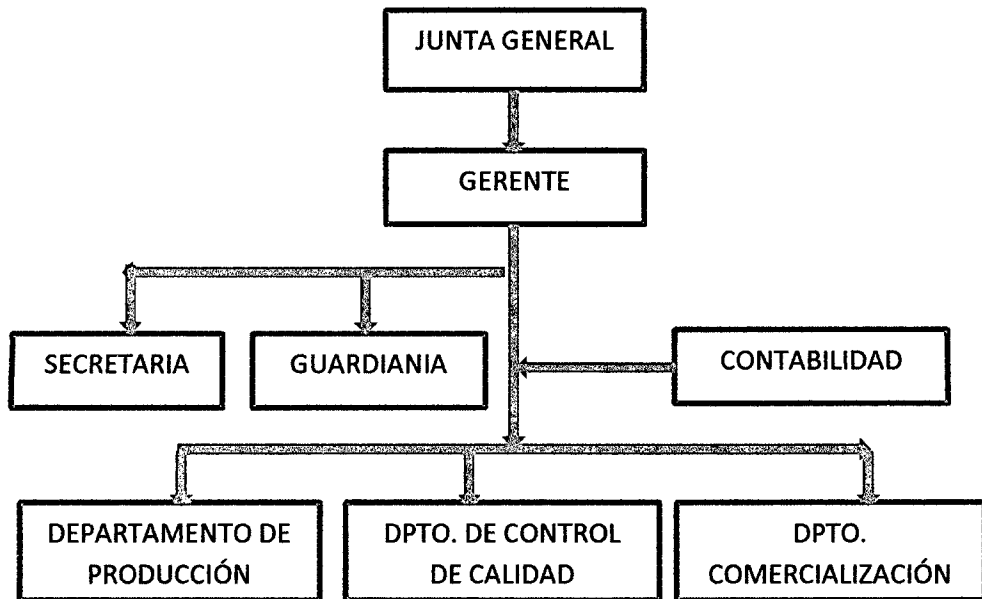 JUNTA GENERAL
GERENTE
SECRETARIA
GUARDIANIA
CONTABILIDAD
DEPARTAMENTO DE
PRODUCCIÓN
DPTO. DE CONTROL
DE CALIDAD
DPTO.
COMERCIALIZACIÓN